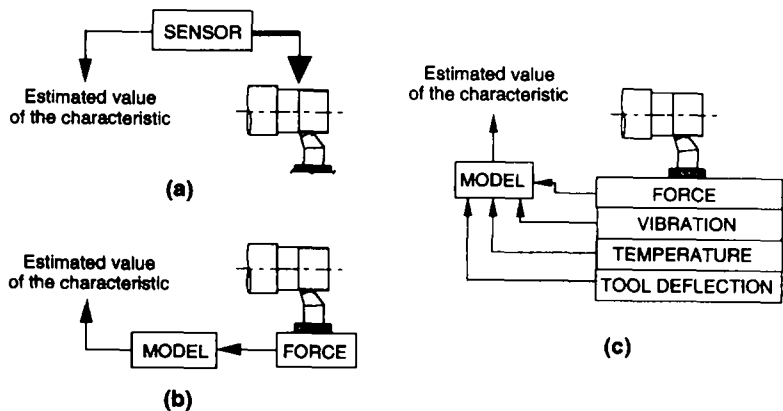 SENSOR
Estimated value
of the characteristic
(a)
Estimated value
of the characteristic
MODEL
FORCE
(b)
Estimated value
of the characteristic
MODEL
FORCE
VIBRATION
TEMPERATURE
TOOL DEFLECTION
(c)